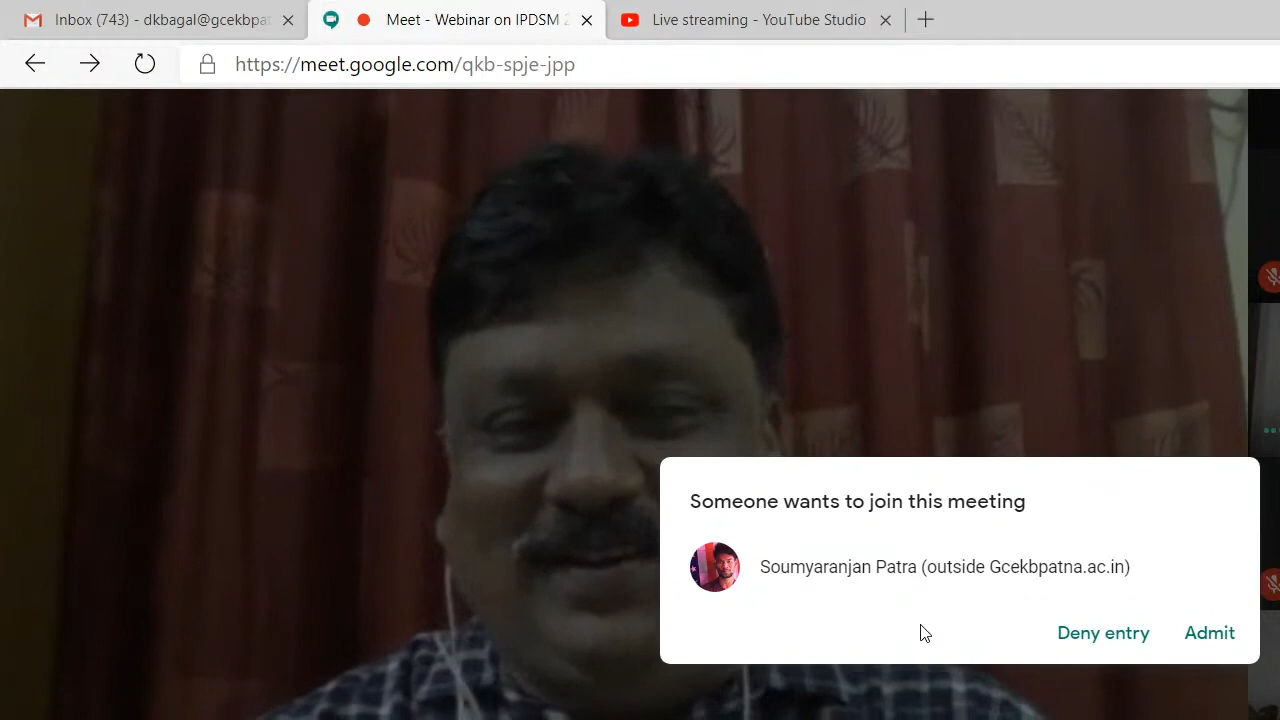 Inbox (743) - dkbagal@gcekbpat
Meet - Webinar on IPDSM 2
Live streaming - YouTube Studio
https://meet.google.com/qkb-spje-jpp
Someone wants to join this meeting
Soumyaranjan Patra (outside Gcekbpatna.ac.in)
Deny entry Admit